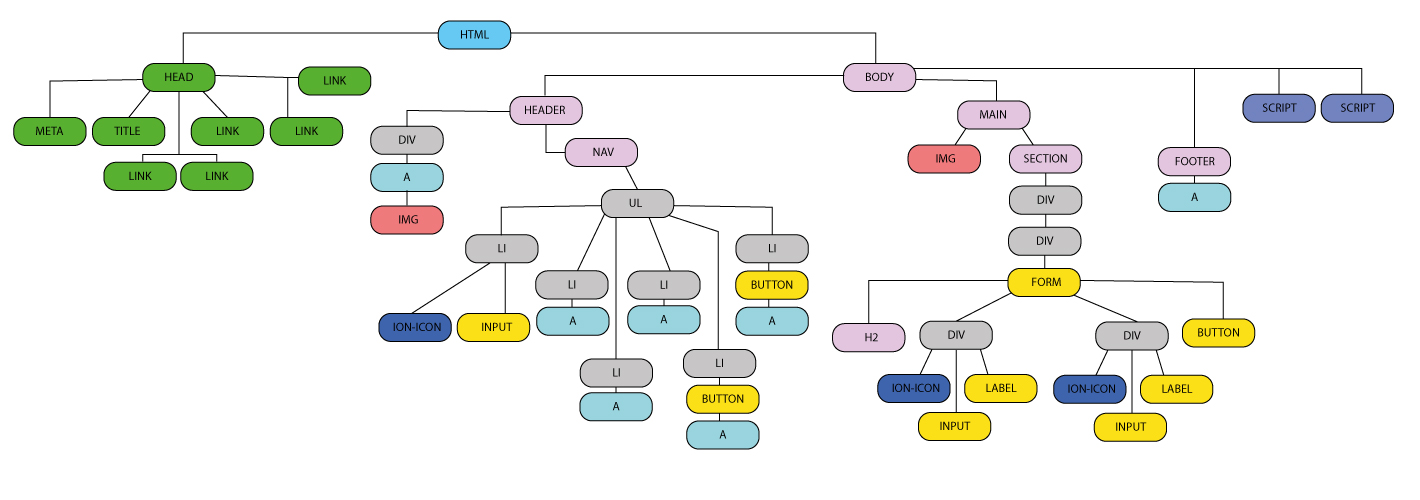 HTML
HEAD
LINK
META
TITLE
LINK
LINK
LINK
LINK
BODY
HEADER
DIV
A
IMG
NAV
UL
LI
ION-ICON
INPUT
LI
A
LI
A
LI
A
LI
BUTTON
A
LI
BUTTON
A
MAIN
IMG
SECTION
DIV
DIV
FORM
H2
DIV
ION-ICON
LABEL
INPUT
DIV
ION-ICON
LABEL
INPUT
BUTTON
FOOTER
A
SCRIPT
SCRIPT